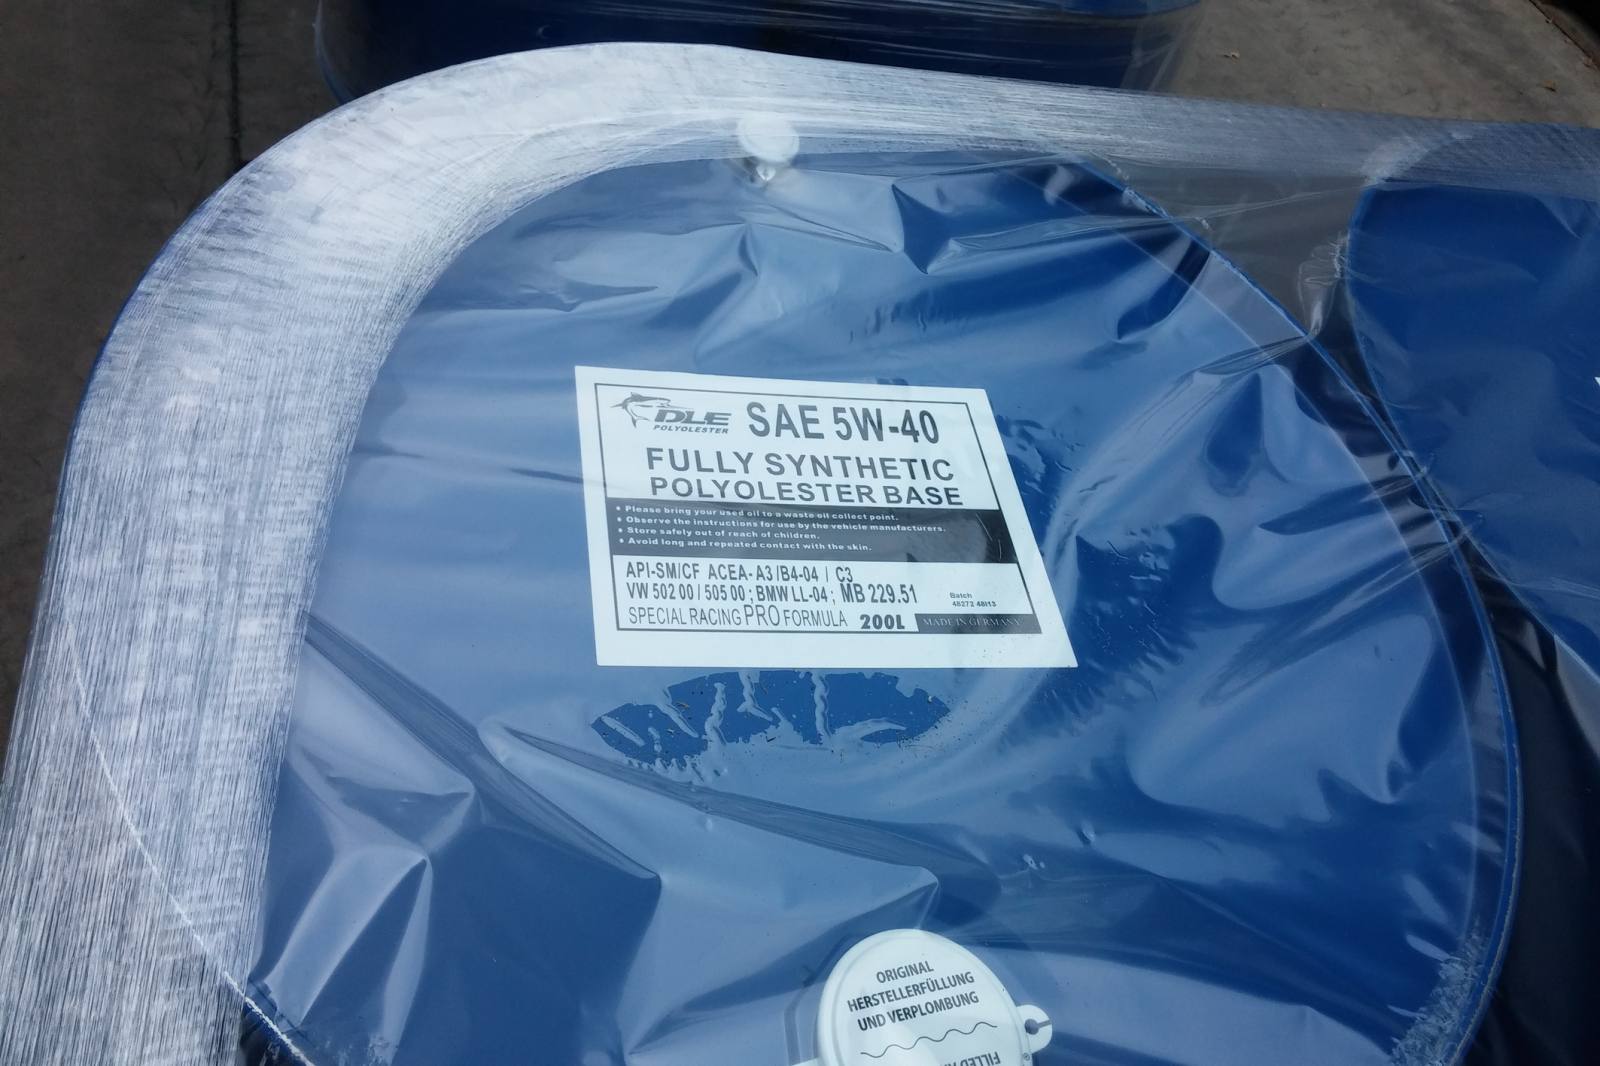 DLE SAE 5W-40
POLYOLESTER
FULLY SYNTHETIC
POLYOLESTER BASE
• Please bring your used oil to a waste oil collect point.
• Observe the instructions for use by the vehicle manufacturers.
• Store safely out of reach of children.
• Avoid long and repeated contact with the skin.
API-SM/CF ACEA- A3 /B4-04 / C3
VW 502 00 / 505 00 ; BMW LL-04 ; MB 229.51
Batch
48272 48I13
SPECIAL RACING PRO FORMULA 200L MADE IN GERMANY
ORIGINAL
HERSTELLERFÜLLUNG
UND VERPLOMBUNG
FILLED